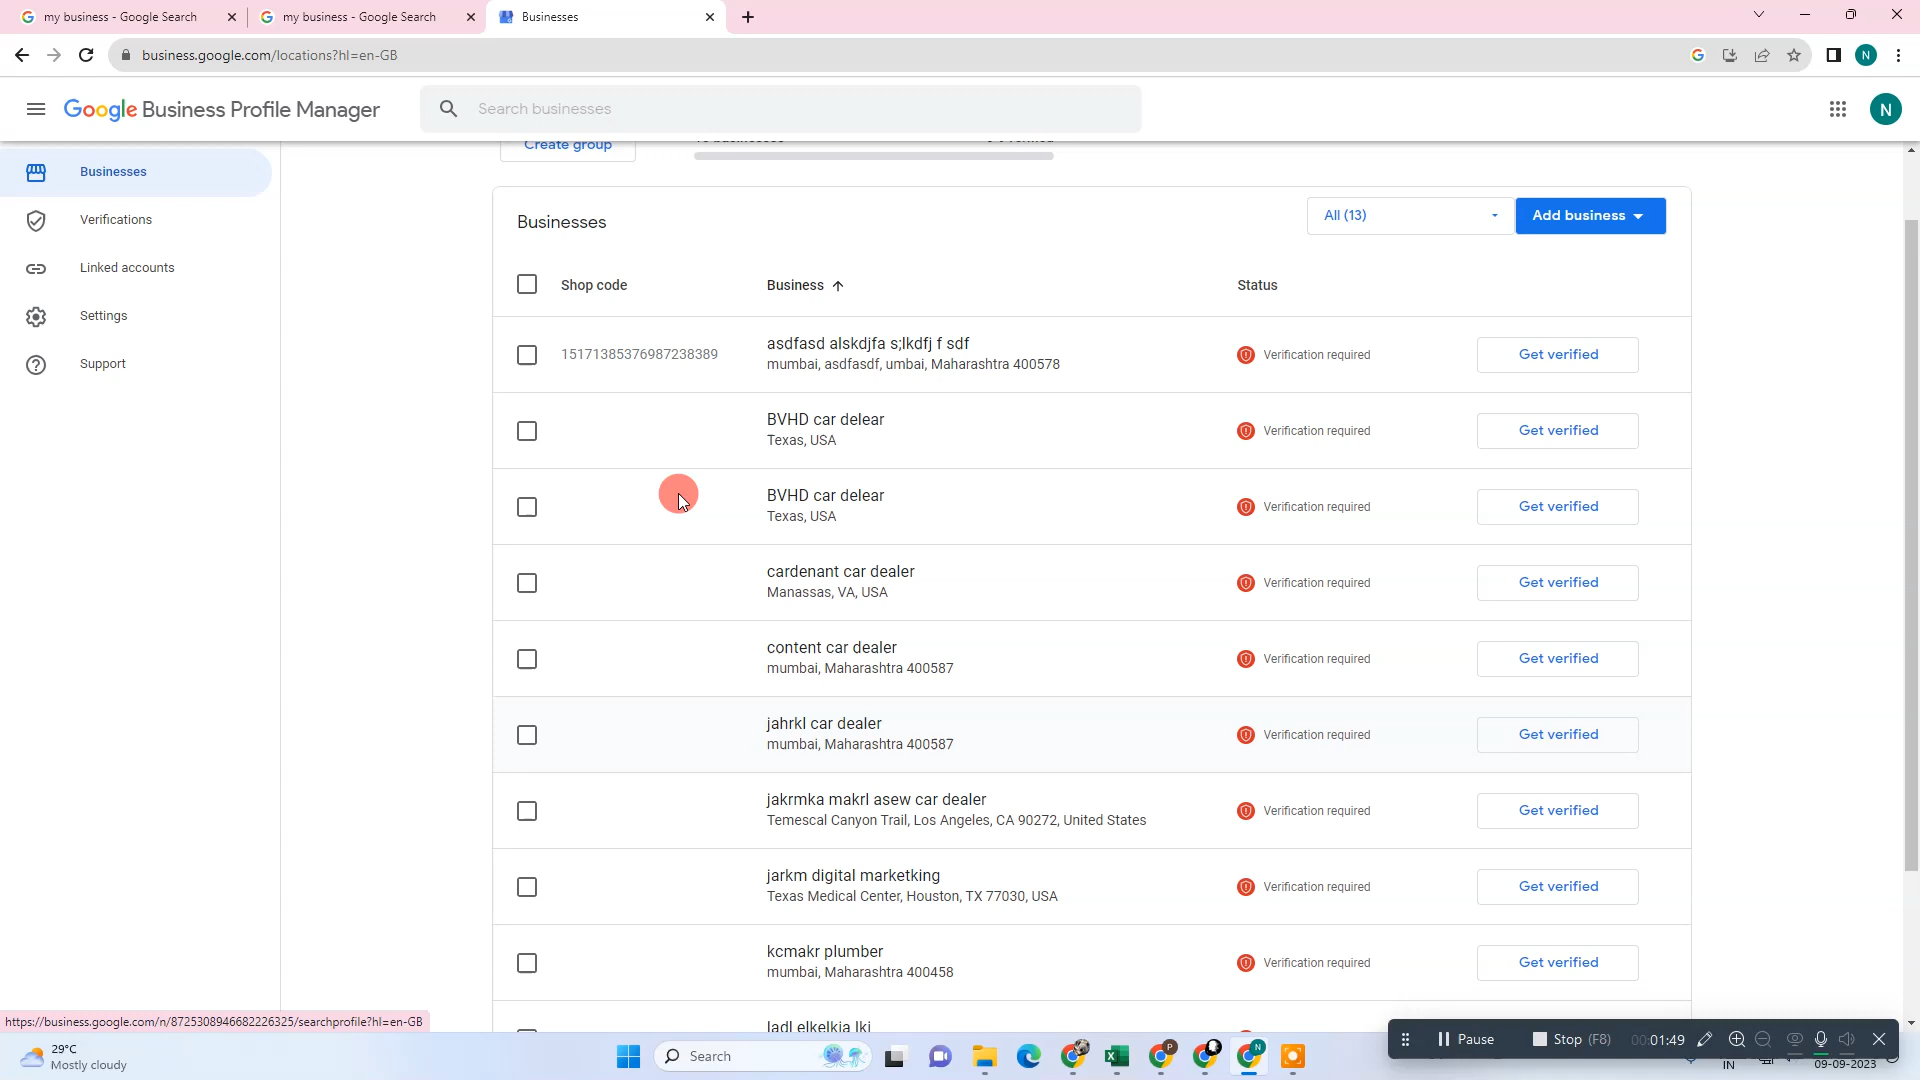 my business - Google Search
my business - Google Search
Businesses
business.google.com/locations?hl=en-GB
N
Google Business Profile Manager
Search businesses
N
Businesses
Verifications
Linked accounts
Settings
Support
Create group
Businesses
All (13)
Add business
Shop code
Business
Status
15171385376987238389
asdfasd alskdjfa s;lkdfj f sdf
mumbai, asdfasdf, umbai, Maharashtra 400578
Verification required
Get verified
BVHD car delear
Texas, USA
Verification required
Get verified
BVHD car delear
Texas, USA
Verification required
Get verified
cardenant car dealer
Manassas, VA, USA
Verification required
Get verified
content car dealer
mumbai, Maharashtra 400587
Verification required
Get verified
jahrkl car dealer
mumbai, Maharashtra 400587
Verification required
Get verified
jakrmka makrl asew car dealer
Temescal Canyon Trail, Los Angeles, CA 90272, United States
Verification required
Get verified
jarkm digital marketking
Texas Medical Center, Houston, TX 77030, USA
Verification required
Get verified
kcmakr plumber
mumbai, Maharashtra 400458
Verification required
Get verified
ladl elkelkja lkj
https://business.google.com/n/8725308946682226325/searchprofile?hl=en-GB
Pause
Stop (F8)
00:01:49
29°C
Mostly cloudy
Search
P
N
IN
09-09-2023